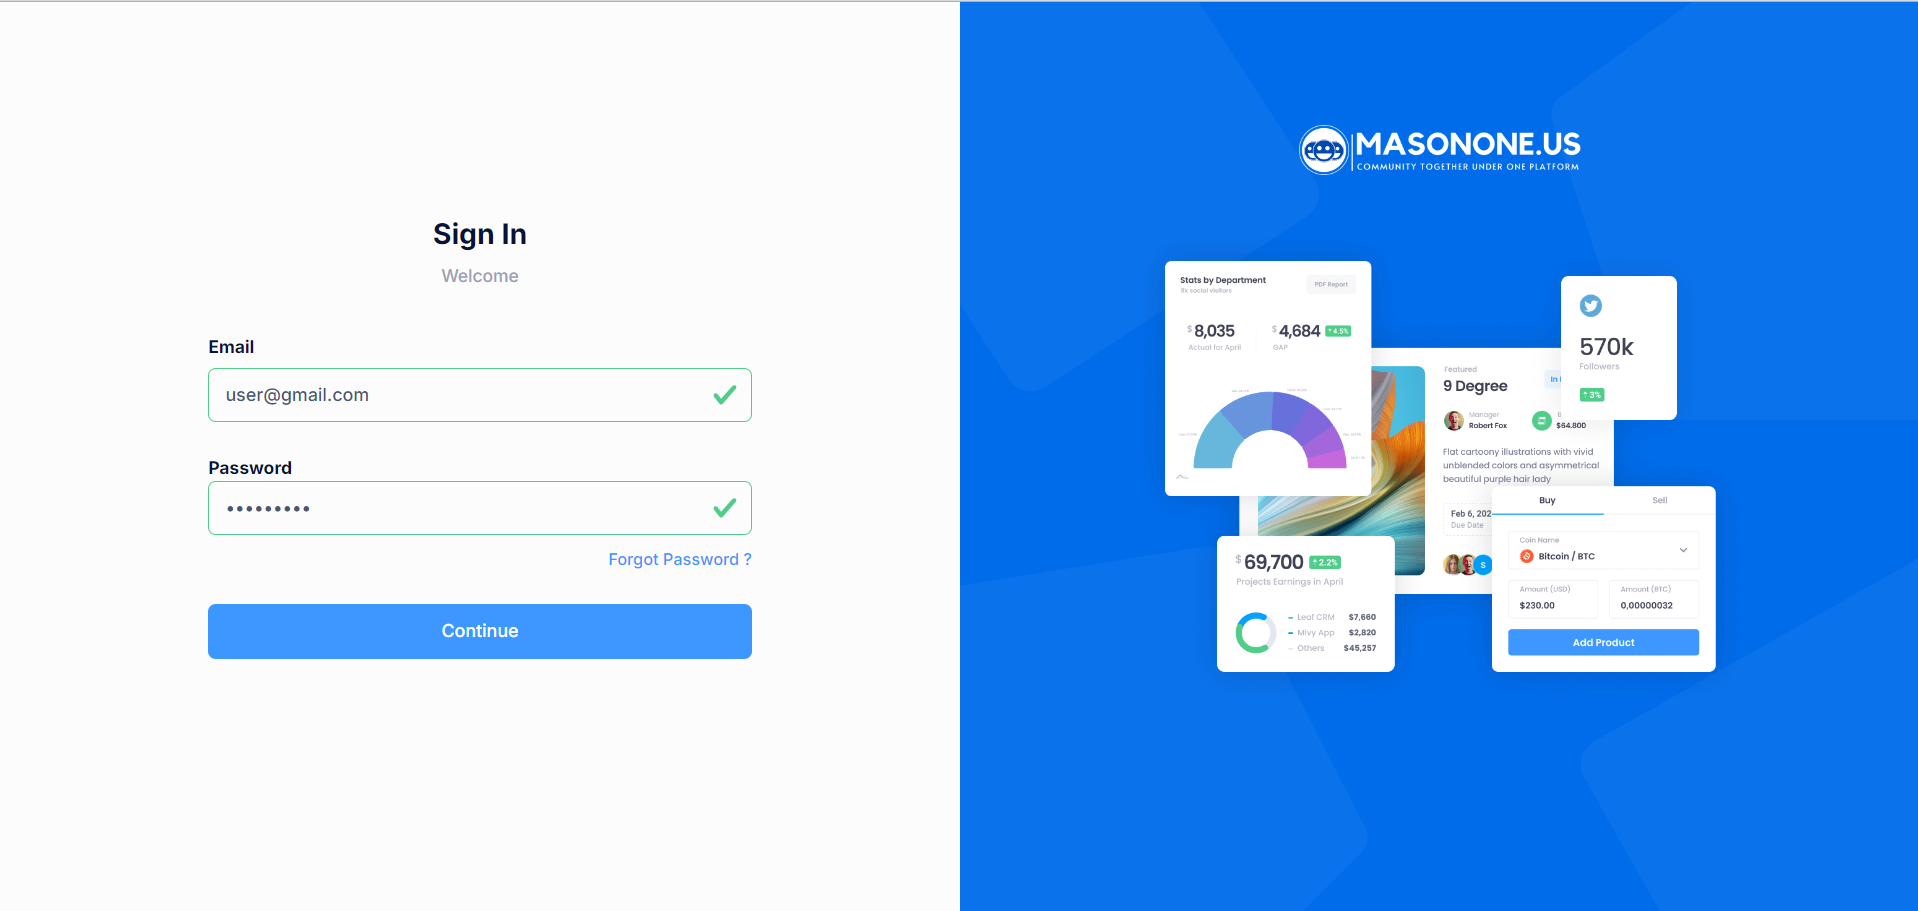 Sign In
Welcome
Email
user@gmail.com
Password
•••••••••
Forgot Password ?
Continue
MASONONE.US
COMMUNITY TOGETHER UNDER ONE PLATFORM
Stats by Department
8k social visitors
PDF Report
$ 8,035
Actual for April
$ 4,684 4.5%
GAP
570k
Followers
3%
Featured
9 Degree
In
Manager
Robert Fox
$64.800
Flat cartoony illustrations with vivid
unblended colors and asymmetrical
beautiful purple hair lady
Feb 6, 202
Due Date
S
$ 69,700 2.2%
Projects Earnings in April
Leaf CRM $7,660
Mivy App $2,820
Others $45,257
Buy Sell
Coin Name
Bitcoin / BTC
Amount (USD)
$230.00
Amount (BTC)
0,00000032
Add Product